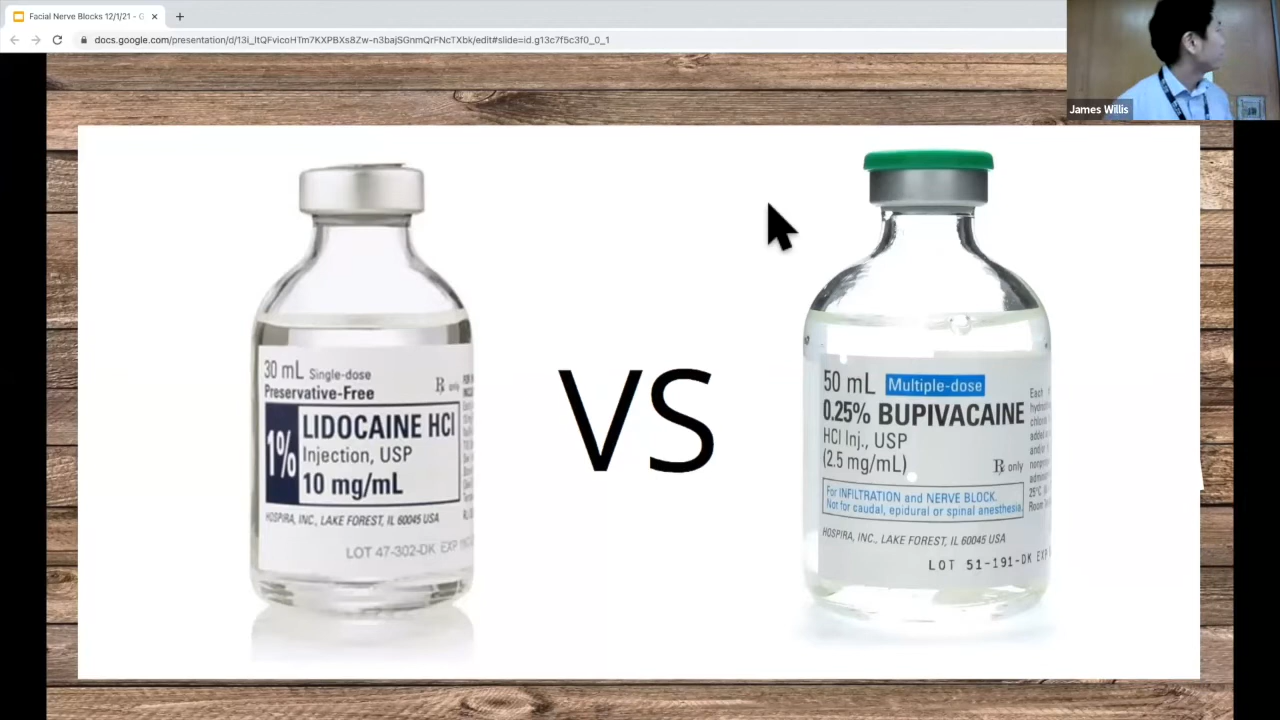 Facial Nerve Blocks 12/1/21 - G
docs.google.com/presentation/d/13i_ItQFvicoHTm7KXPBXs8Zw-n3bajSGnmQrFNcTXbk/edit#slide=id.g13c7f5c3f0_0_1
James Willis
30 mL Single-dose
Preservative-Free
℞ only
1%
LIDOCAINE HCl
Injection, USP
10 mg/mL
HOSPIRA, INC., LAKE FOREST, IL 60045 USA
LOT 47-302-DK EXP
VS
50 mL Multiple-dose
0.25% BUPIVACAINE
HCl Inj., USP
(2.5 mg/mL)
℞ only
For INFILTRATION and NERVE BLOCK.
Not for caudal, epidural or spinal anesthesia.
HOSPIRA, INC., LAKE FOREST, IL 60045 USA
LOT 51-191-DK EXP
Each